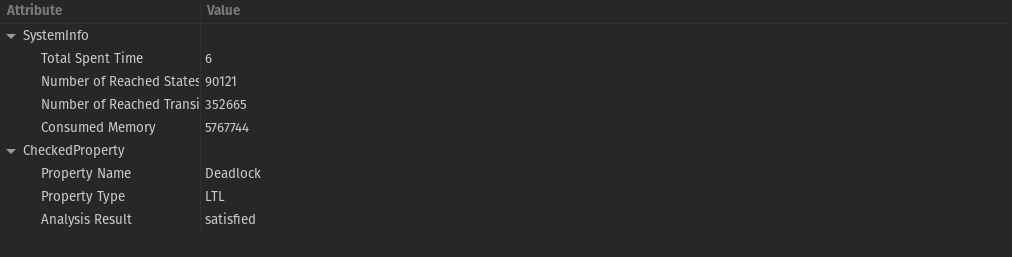 Attribute Value
SystemInfo
Total Spent Time 6
Number of Reached States 90121
Number of Reached Transi 352665
Consumed Memory 5767744
CheckedProperty
Property Name Deadlock
Property Type LTL
Analysis Result satisfied